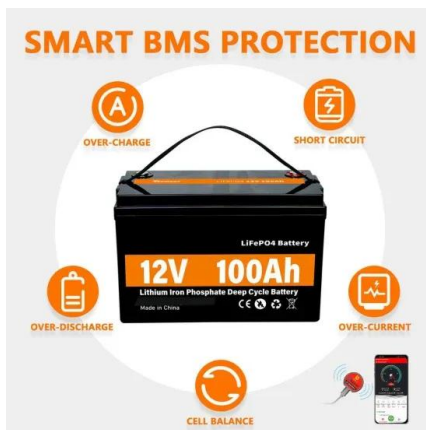 SMART BMS PROTECTION
A
OVER-CHARGE
SHORT CIRCUIT
LiFePO4 Battery
12V 100Ah
Lithium Iron Phosphate Deep Cycle Battery
Made in China
CE
OVER-DISCHARGE
OVER-CURRENT
CELL BALANCE